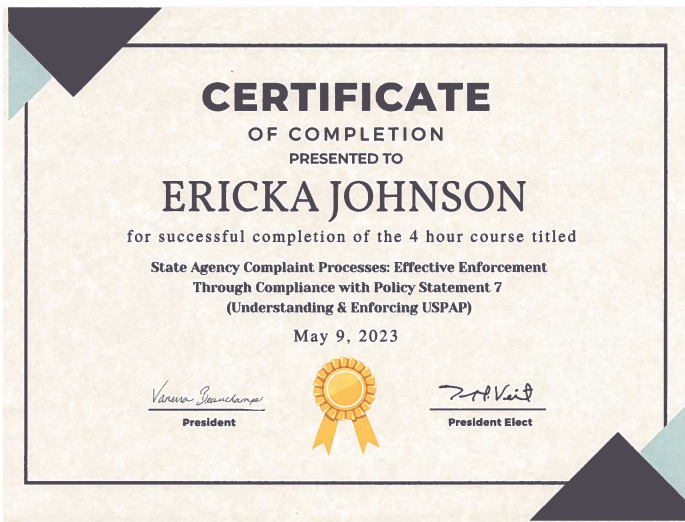 CERTIFICATE
OF COMPLETION
PRESENTED TO
ERICKA JOHNSON
for successful completion of the 4 hour course titled
State Agency Complaint Processes: Effective Enforcement
Through Compliance with Policy Statement 7
(Understanding & Enforcing USPAP)
May 9, 2023
Beauchamp
President
President Elect